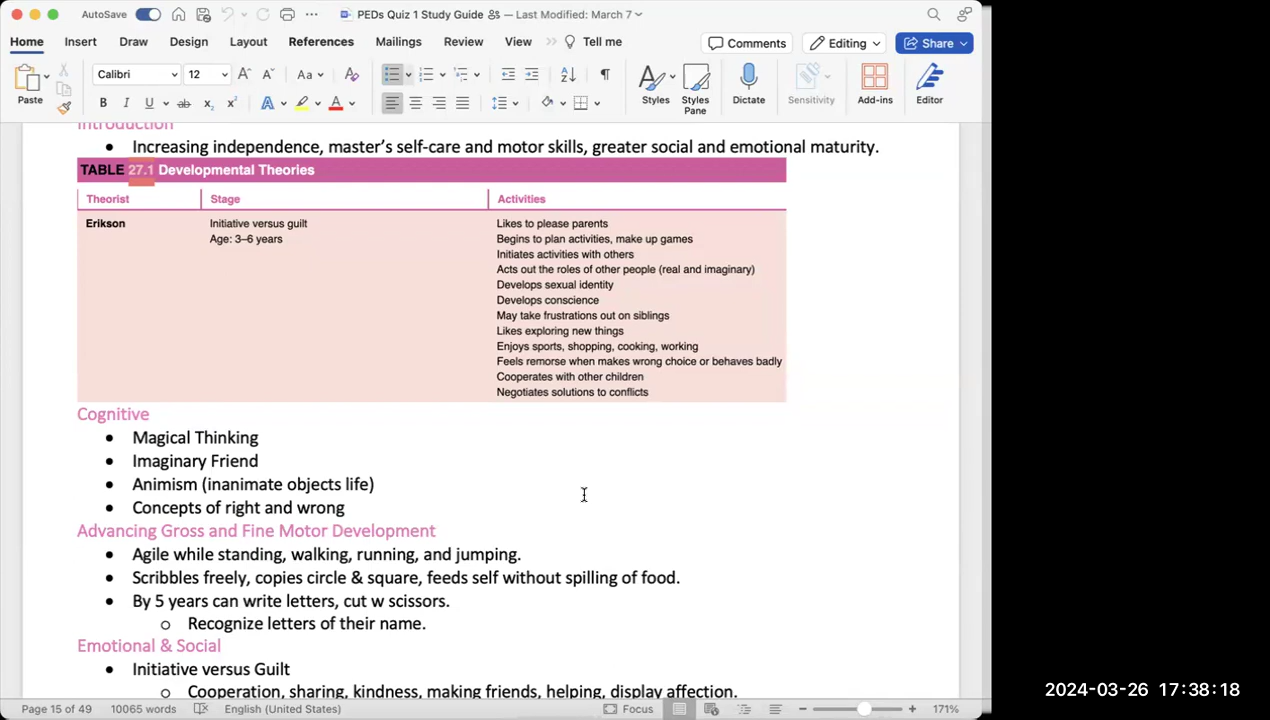 AutoSave
PEDs Quiz 1 Study Guide — Last Modified: March 7
Home Insert Draw Design Layout References Mailings Review View Tell me Comments Editing Share
Paste Calibri 12 Styles Styles Pane Dictate Sensitivity Add-ins Editor
Introduction
• Increasing independence, master's self-care and motor skills, greater social and emotional maturity.
TABLE 27.1 Developmental Theories
Theorist Stage Activities
Erikson Initiative versus guilt Likes to please parents
Age: 3–6 years Begins to plan activities, make up games
Initiates activities with others
Acts out the roles of other people (real and imaginary)
Develops sexual identity
Develops conscience
May take frustrations out on siblings
Likes exploring new things
Enjoys sports, shopping, cooking, working
Feels remorse when makes wrong choice or behaves badly
Cooperates with other children
Negotiates solutions to conflicts
Cognitive
• Magical Thinking
• Imaginary Friend
• Animism (inanimate objects life)
• Concepts of right and wrong
Advancing Gross and Fine Motor Development
• Agile while standing, walking, running, and jumping.
• Scribbles freely, copies circle & square, feeds self without spilling of food.
• By 5 years can write letters, cut w scissors.
o Recognize letters of their name.
Emotional & Social
• Initiative versus Guilt
o Cooperation, sharing, kindness, making friends, helping, display affection.
Page 15 of 49 10065 words English (United States) Focus 171%
2024-03-26 17:38:18